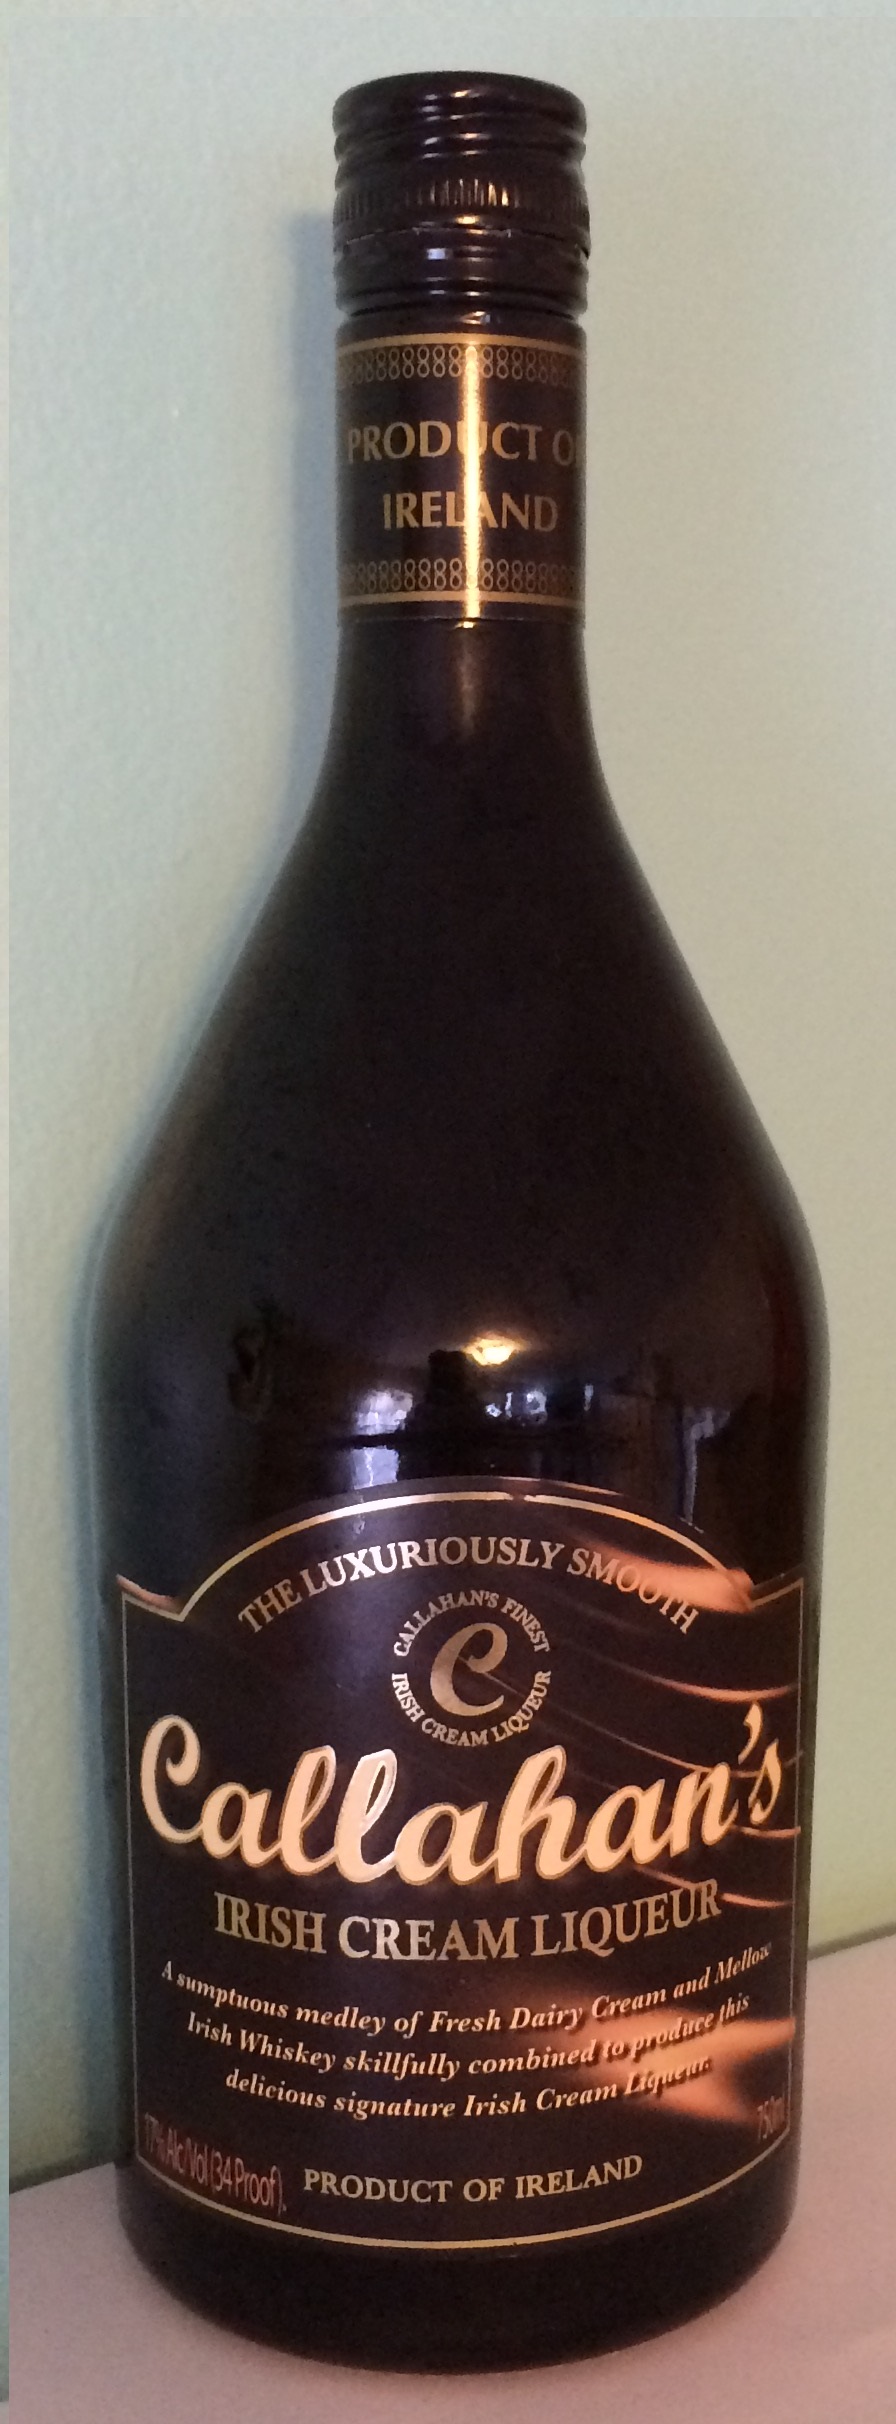 PRODUCT OF
IRELAND
THE LUXURIOUSLY SMOOTH
CALLAHAN'S FINEST
C
IRISH CREAM LIQUEUR
Callahan's
IRISH CREAM LIQUEUR
A sumptuous medley of Fresh Dairy Cream and Mellow
Irish Whiskey skillfully combined to produce this
delicious signature Irish Cream Liqueur.
17% Alc/Vol (34 Proof).
750ml
PRODUCT OF IRELAND